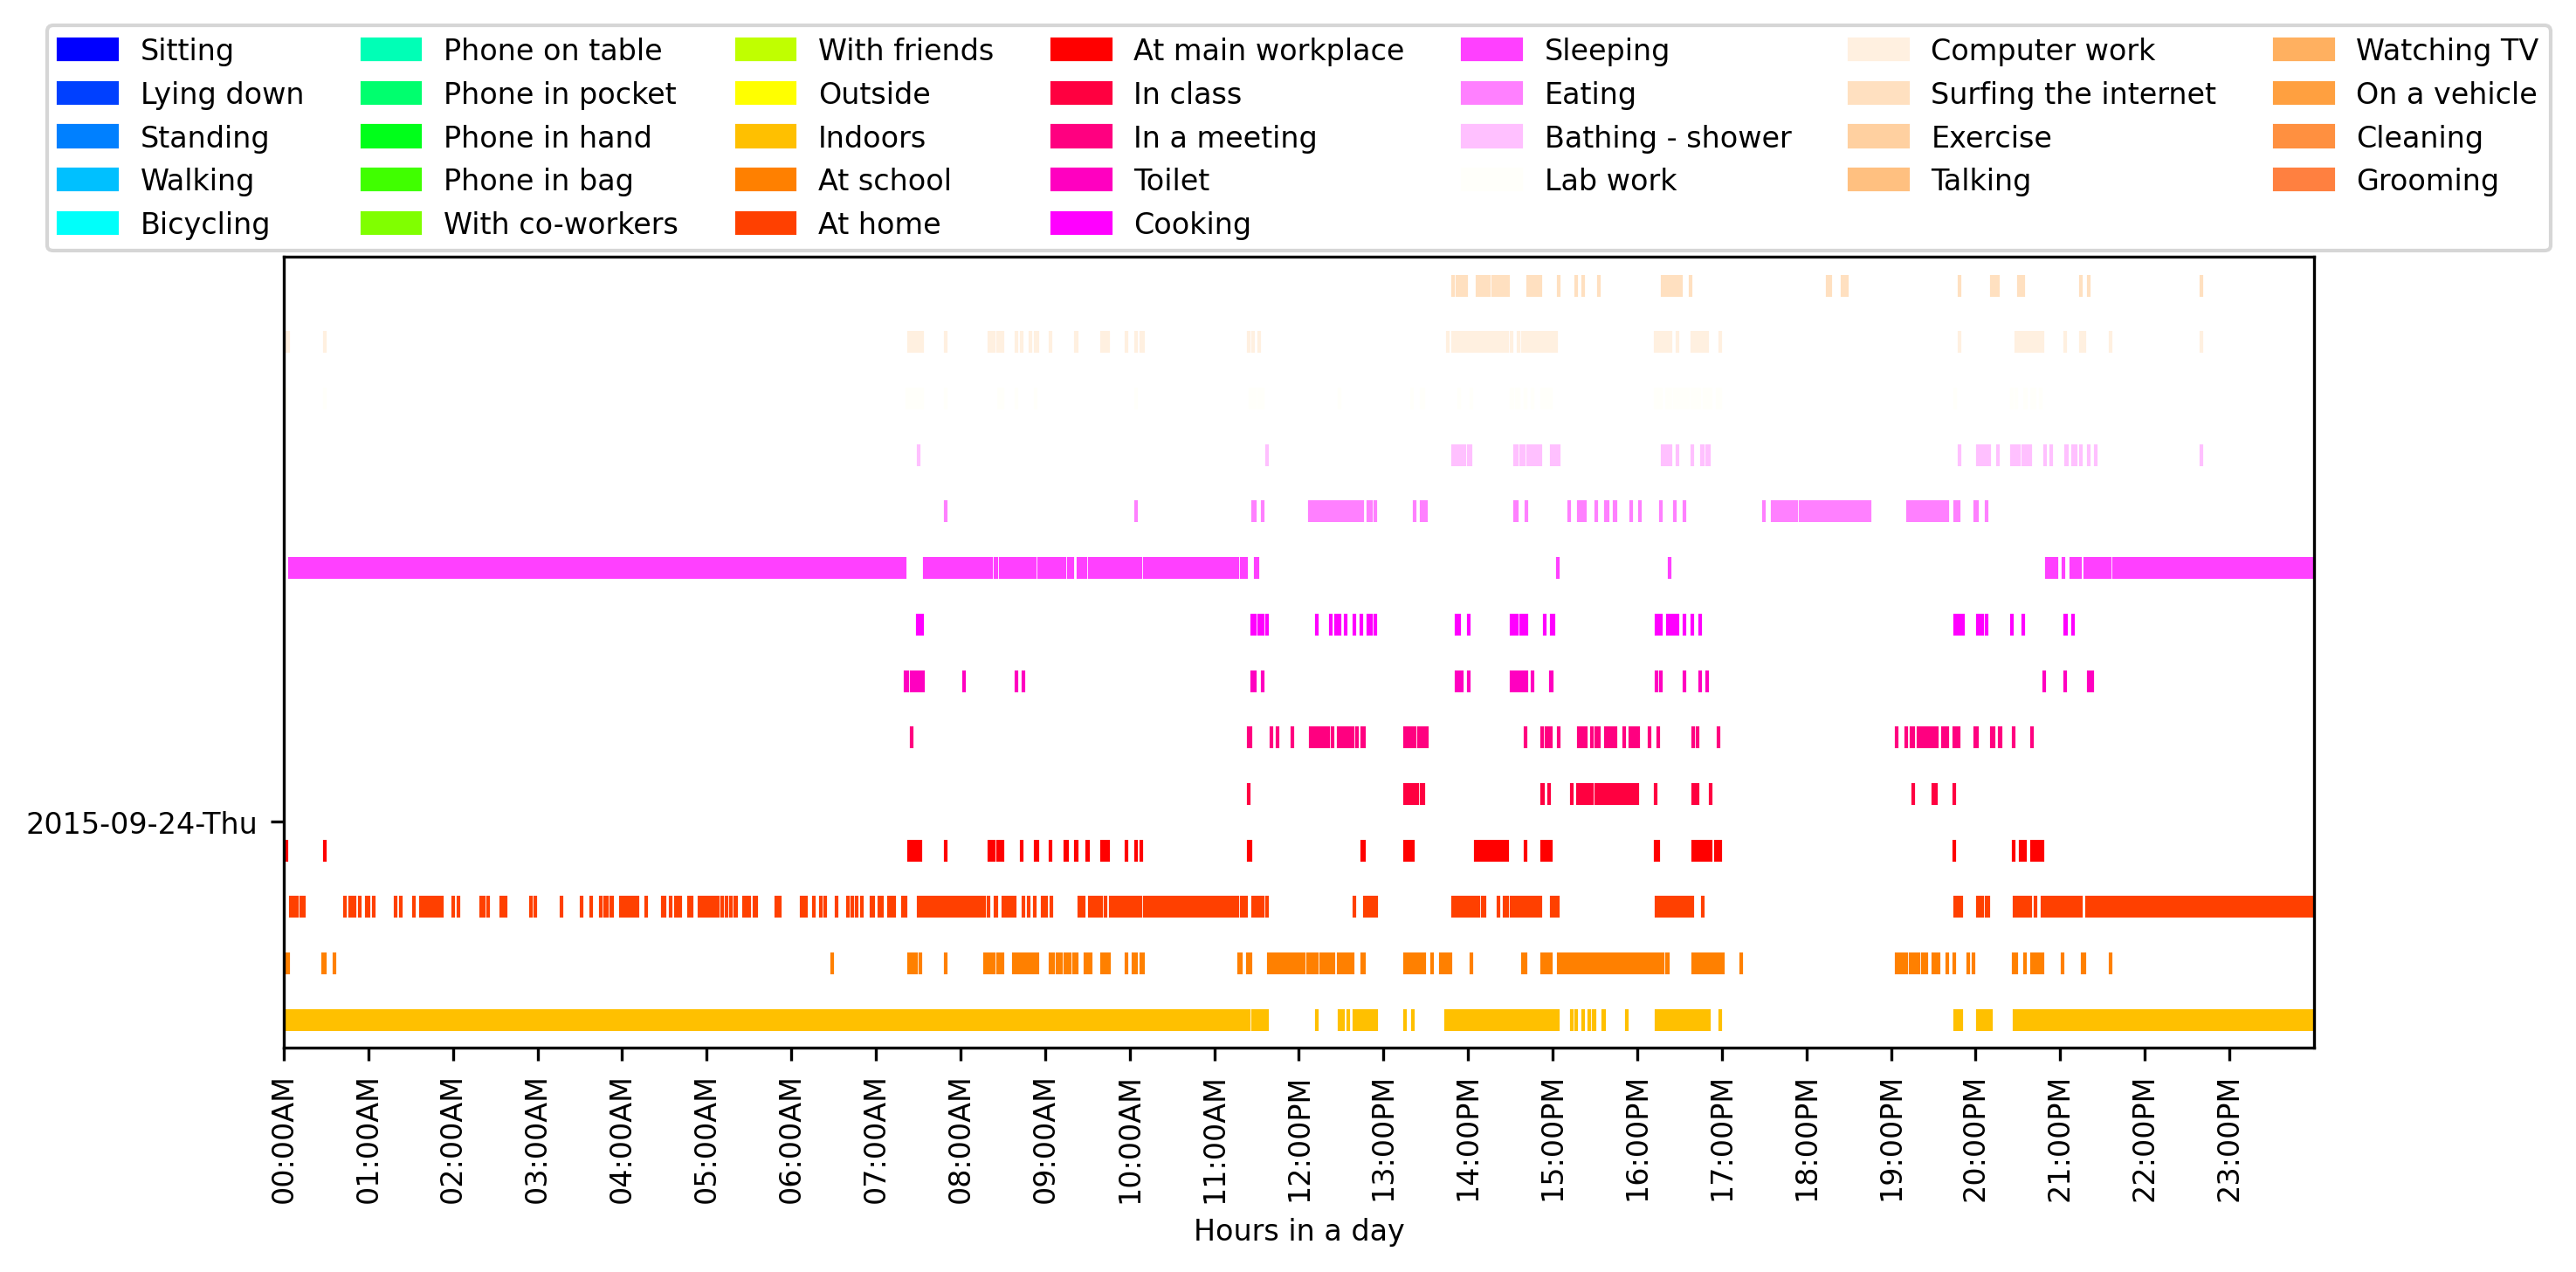 Sitting
Lying down
Standing
Walking
Bicycling
Phone on table
Phone in pocket
Phone in hand
Phone in bag
With co-workers
With friends
Outside
Indoors
At school
At home
At main workplace
In class
In a meeting
Toilet
Cooking
Sleeping
Eating
Bathing - shower
Lab work
Computer work
Surfing the internet
Exercise
Talking
Watching TV
On a vehicle
Cleaning
Grooming
2015-09-24-Thu
00:00AM
01:00AM
02:00AM
03:00AM
04:00AM
05:00AM
06:00AM
07:00AM
08:00AM
09:00AM
10:00AM
11:00AM
12:00PM
13:00PM
14:00PM
15:00PM
16:00PM
17:00PM
18:00PM
19:00PM
20:00PM
21:00PM
22:00PM
23:00PM
Hours in a day